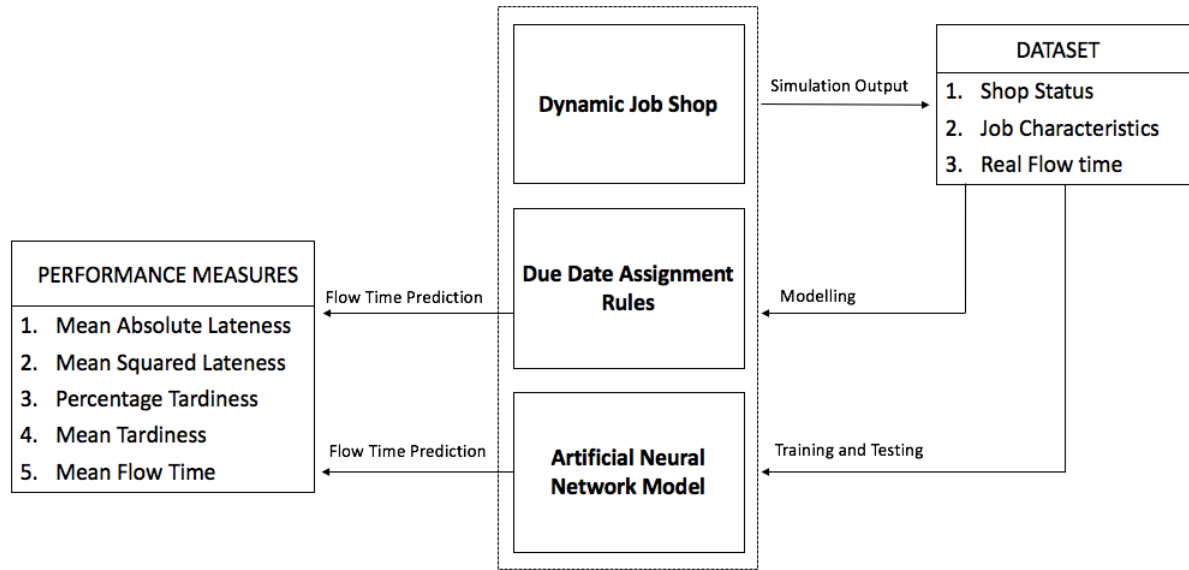 Dynamic Job Shop
Simulation Output
DATASET
1. Shop Status
2. Job Characteristics
3. Real Flow time
PERFORMANCE MEASURES
1. Mean Absolute Lateness
2. Mean Squared Lateness
3. Percentage Tardiness
4. Mean Tardiness
5. Mean Flow Time
Flow Time Prediction
Due Date Assignment
Rules
Modelling
Flow Time Prediction
Artificial Neural
Network Model
Training and Testing